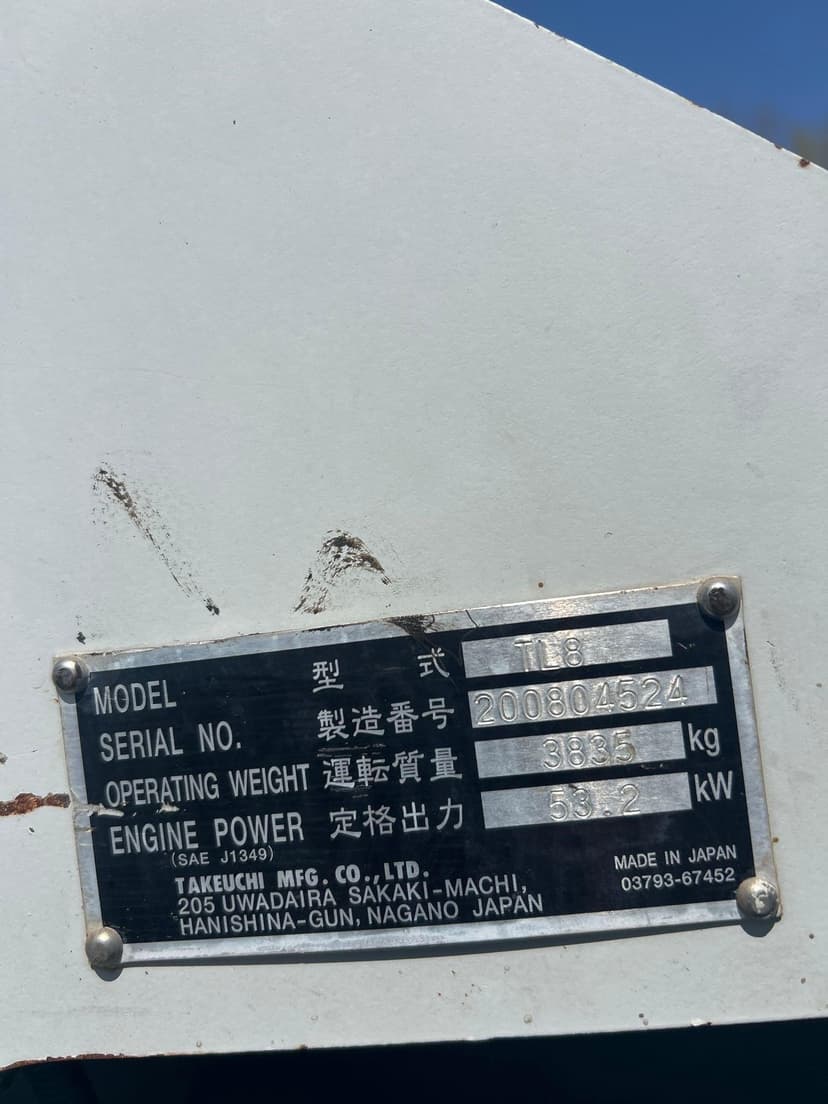 MODEL 型 式 TL8
SERIAL NO. 製造番号 200804524
OPERATING WEIGHT 運転質量 3835 kg
ENGINE POWER 定格出力 53.2 kW
(SAE J1349)
TAKEUCHI MFG. CO.,LTD.
205 UWADAIRA SAKAKI-MACHI,
HANISHINA-GUN, NAGANO JAPAN
MADE IN JAPAN
03793-67452